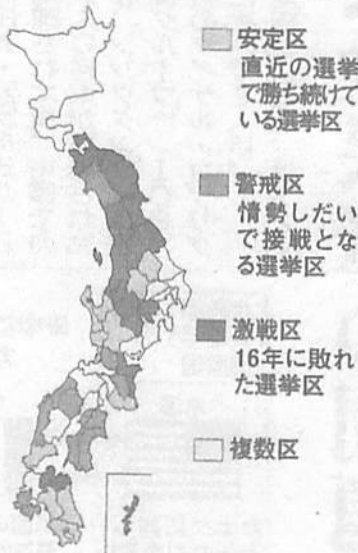 安定区
直近の選挙
で勝ち続けて
いる選挙区
警戒区
情勢しだい
で接戦とな
る選挙区
激戦区
16年に敗れ
た選挙区
複数区